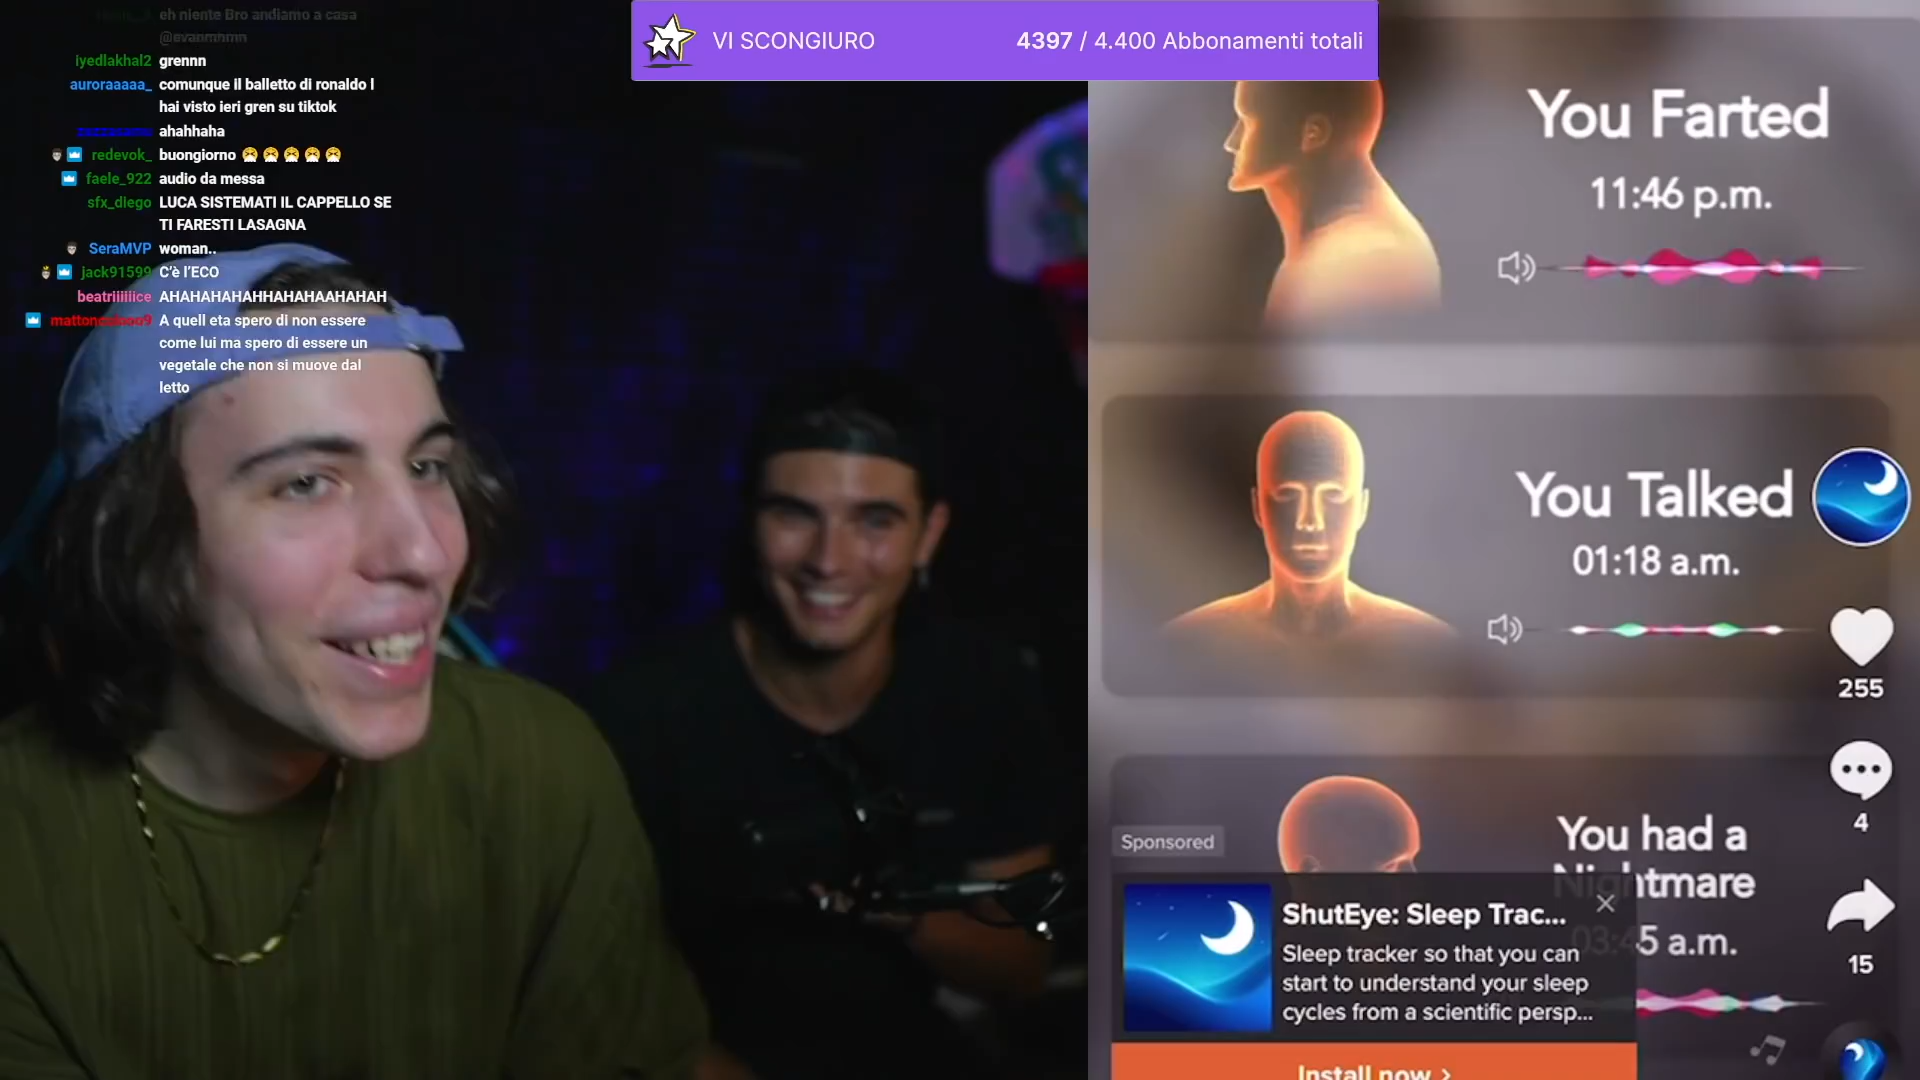 eh niente Bro andiamo a casa
iyedlakhal2 grennn
auroraaaaa_ comunque il balletto di ronaldo l
hai visto ieri gren su tiktok
ahahhaha
redevok_ buongiorno 😤 😤 😤 😤 😤
faele_922 audio da messa
sfx_diego LUCA SISTEMATI IL CAPPELLO SE
TI FARESTI LASAGNA
SeraMVP woman..
jack91599 C'è l'ECO
beatriiiiiice AHAHAHAHAHHAHAHAAHAHAH
A quell eta spero di non essere
come lui ma spero di essere un
vegetale che non si muove dal
letto
VI SCONGIURO 4397 / 4.400 Abbonamenti totali
You Farted
11:46 p.m.
You Talked
01:18 a.m.
255
4
You had a
Nightmare
03:45 a.m.
15
Sponsored
ShutEye: Sleep Trac...
Sleep tracker so that you can
start to understand your sleep
cycles from a scientific persp...
Install now >